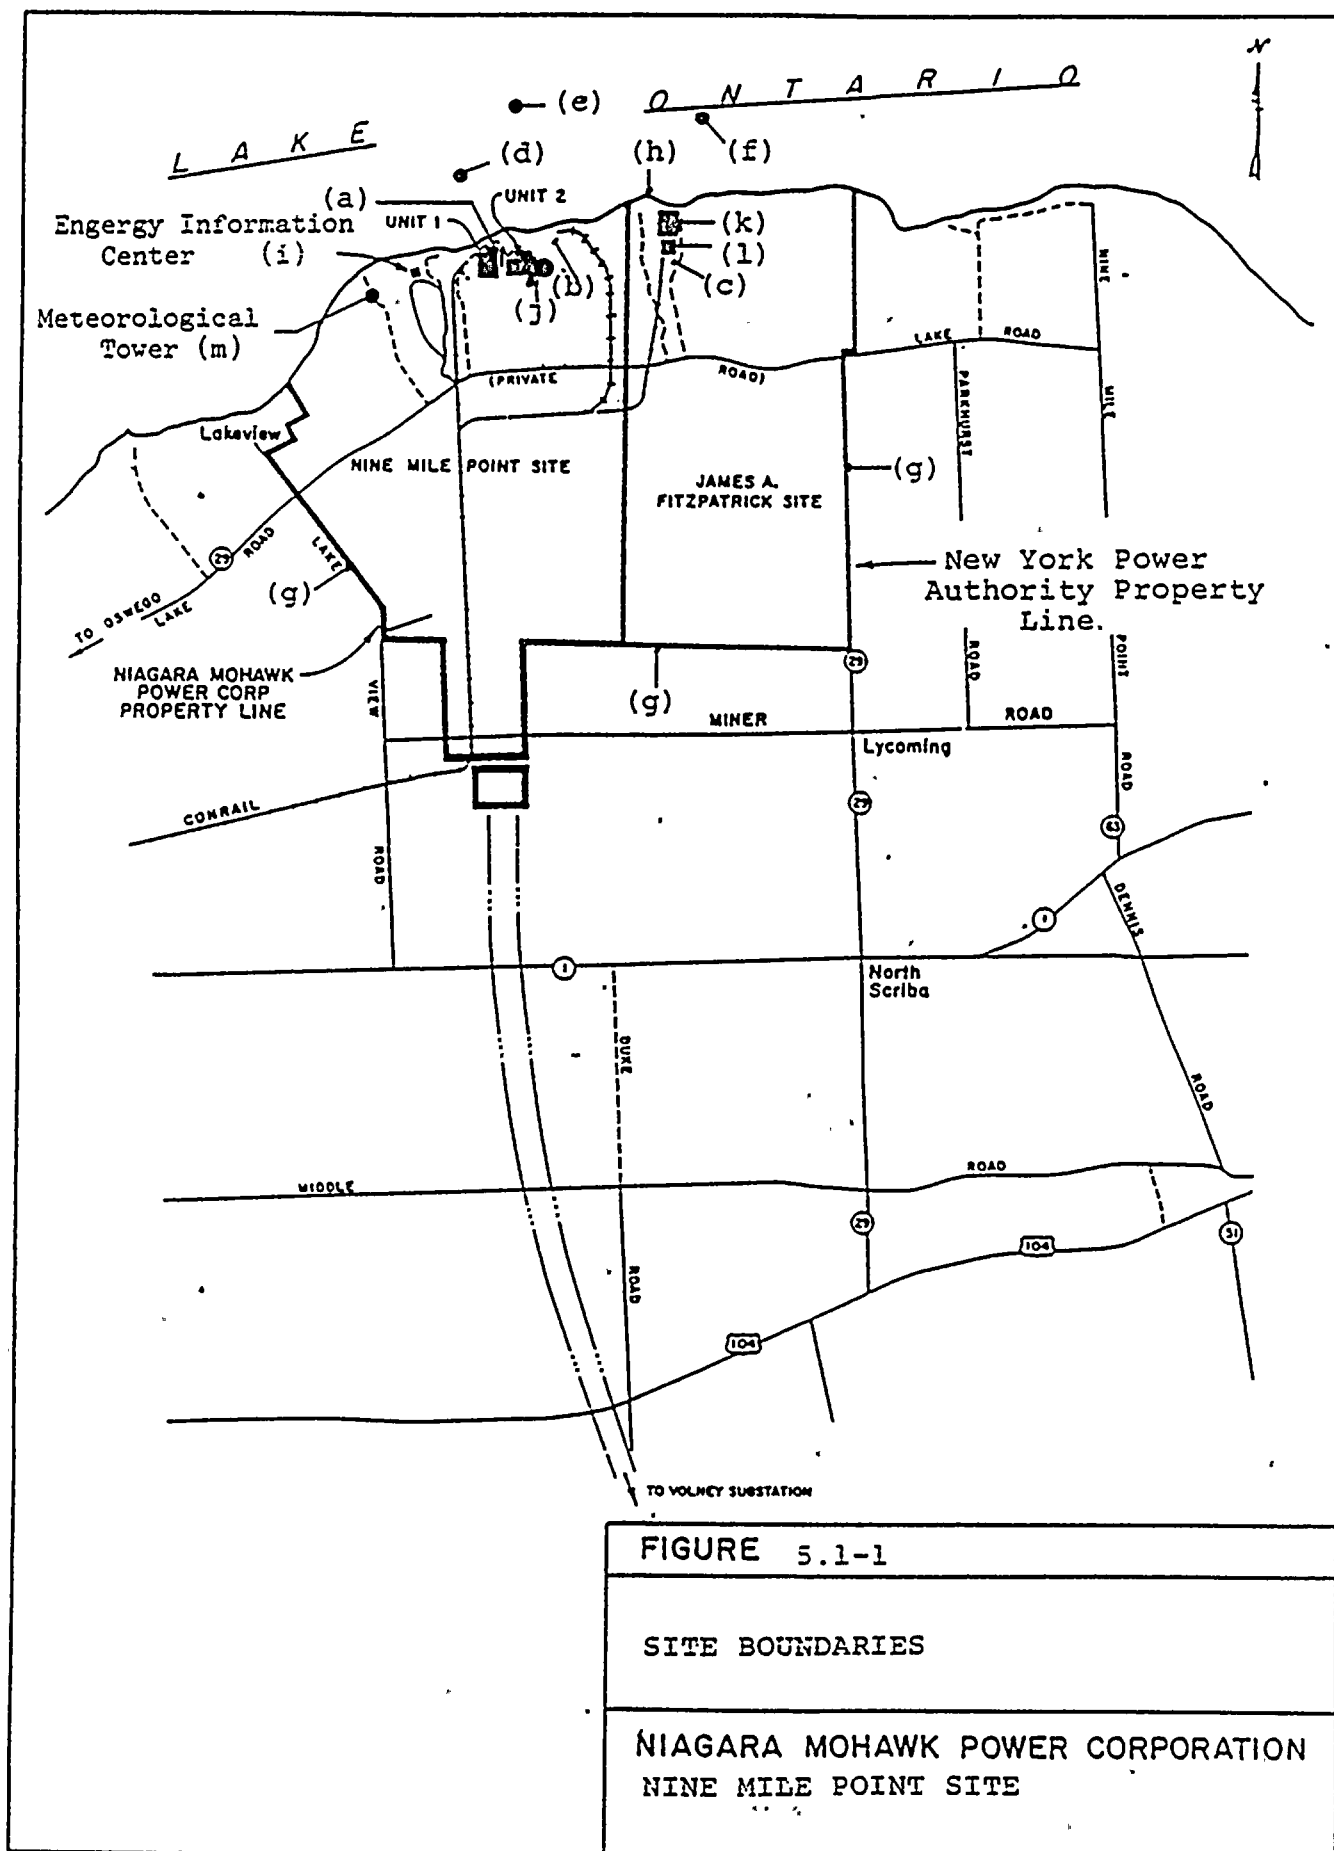 N
LAKE ONTARIO
(e)
(f)
(d)
(h)
(a)
UNIT 2
UNIT 1
Engergy Information
Center (i)
(k)
(l)
(c)
(b)
(j)
Meteorological
Tower (m)
NINE
MILE
POINT
ROAD
LAKE ROAD
(PRIVATE ROAD)
PARKHURST
ROAD
Lakeview
NINE MILE POINT SITE
JAMES A.
FITZPATRICK SITE
(g)
29
ROAD
LAKE
TO OSWEGO
LAKE
VIEW
ROAD
(g)
New York Power
Authority Property
Line.
NIAGARA MOHAWK
POWER CORP
PROPERTY LINE
(g)
29
MINER ROAD
Lycoming
29
CONRAIL
63
1
DENNIS
ROAD
1
North
Scriba
DUKE
ROAD
MIDDLE ROAD
29
104
51
104
TO VOLNEY SUBSTATION
FIGURE 5.1-1
SITE BOUNDARIES
NIAGARA MOHAWK POWER CORPORATION
NINE MILE POINT SITE